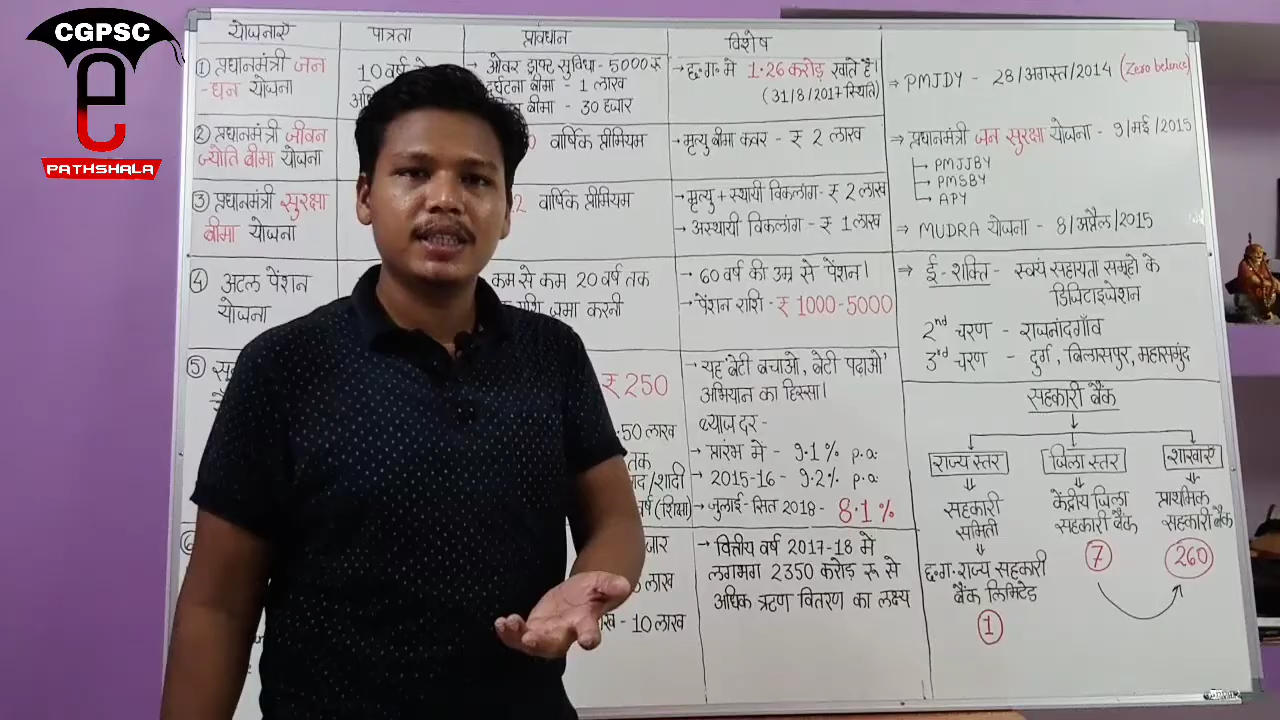 CGPSC
PATHSHALA
योजनाएँ
पात्रता
प्रावधान
विशेष
① प्रधानमंत्री जन
-धन योजना
10 वर्ष से
ओवर ड्राफ्ट सुविधा - 5000 रू
दुर्घटना बीमा - 1 लाख
बीमा - 30 हजार
→ छ.ग. में 1.26 करोड़ खाते है।
(31/8/2017 स्थिति)
② प्रधानमंत्री जीवन
ज्योति बीमा योजना
वार्षिक प्रीमियम
→ मृत्यु बीमा कवर - ₹ 2 लाख
③ प्रधानमंत्री सुरक्षा
बीमा योजना
वार्षिक प्रीमियम
→ मृत्यु + स्थायी विकलांग - ₹ 2 लाख
→ अस्थायी विकलांग - ₹ 1 लाख
④ अटल पेंशन
योजना
कम से कम 20 वर्ष तक
जमा करनी
→ 60 वर्ष की उम्र से पेंशन।
→ पेंशन राशि - ₹ 1000-5000
⑤
₹ 250
.50 लाख
तक
/शादी
वर्ष (शिक्षा)
→ यह 'बेटी बचाओ, बेटी पढ़ाओ'
अभियान का हिस्सा।
ब्याज दर -
→ प्रारंभ में - 9.1% p.a.
→ 2015-16 - 9.2% p.a.
→ जुलाई-सित 2018 - 8.1%
लाख
- 10 लाख
→ वित्तीय वर्ष 2017-18 में
लगभग 2350 करोड़ रू से
अधिक ऋण वितरण का लक्ष्य
→ PMJDY - 28/अगस्त/2014 (Zero belence)
⇒ प्रधानमंत्री जन सुरक्षा योजना - 9/मई/2015
→ PMJJBY
→ PMSBY
→ APY
⇒ MUDRA योजना - 8/अप्रैल/2015
⇒ ई-शक्ति - स्वयं सहायता समूहो के
डिजिटाइजेशन
2nd चरण - राजनांदगाँव
3rd चरण - दुर्ग, बिलासपुर, महासमुंद
सहकारी बैंक
राज्य स्तर
जिला स्तर
शाखाएं
सहकारी
समिती
केंद्रीय जिला
सहकारी बैंक
प्राथमिक
सहकारी बैंक
7
260
छ.ग. राज्य सहकारी
बैंक लिमिटेड
1